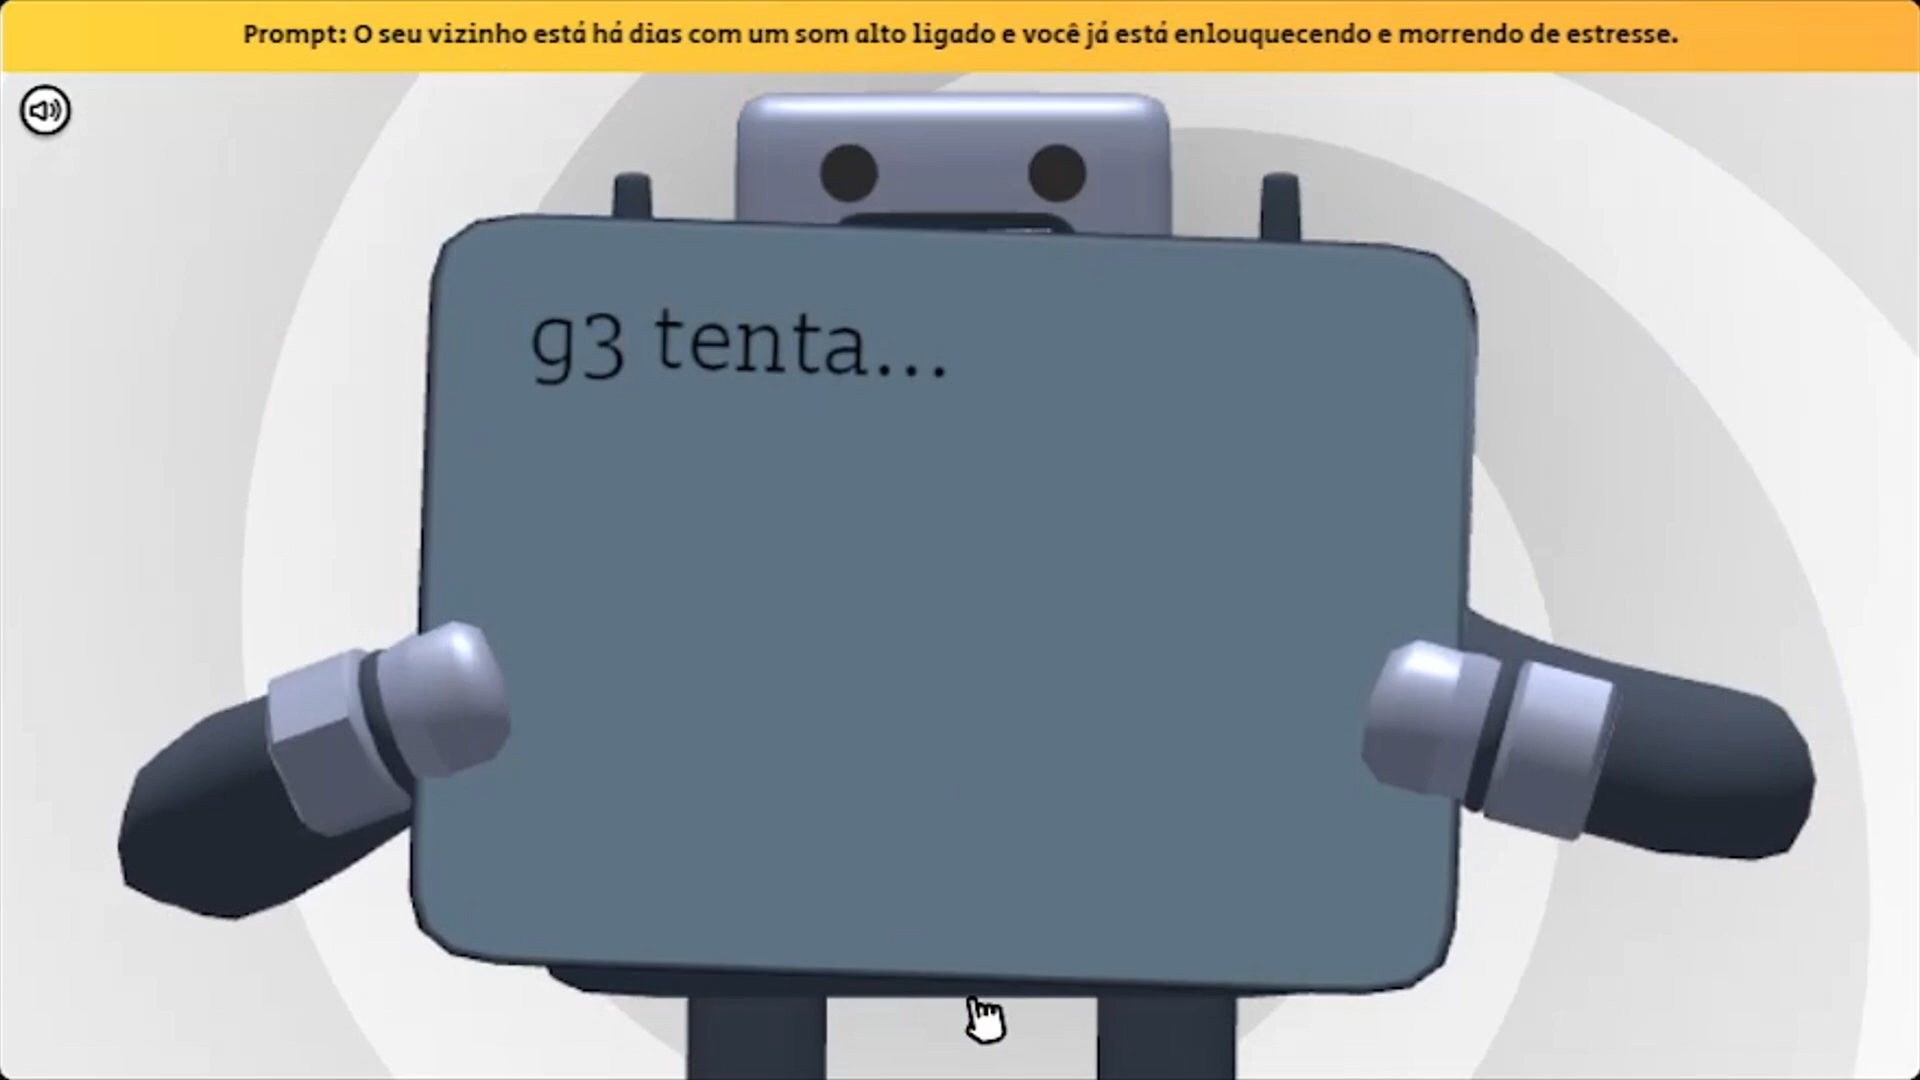 Prompt: O seu vizinho está há dias com um som alto ligado e você já está enlouquecendo e morrendo de estresse.
g3 tenta...